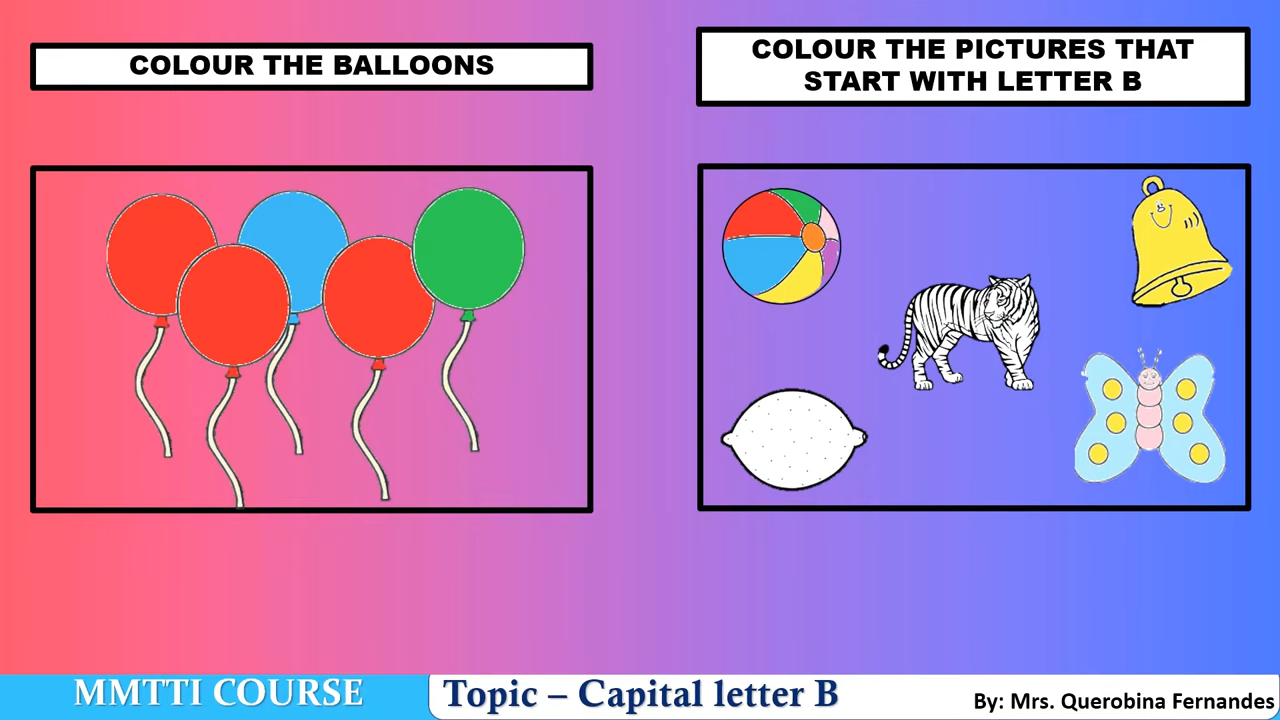 COLOUR THE BALLOONS
COLOUR THE PICTURES THAT
START WITH LETTER B
MMTTI COURSE
Topic – Capital letter B
By: Mrs. Querobina Fernandes